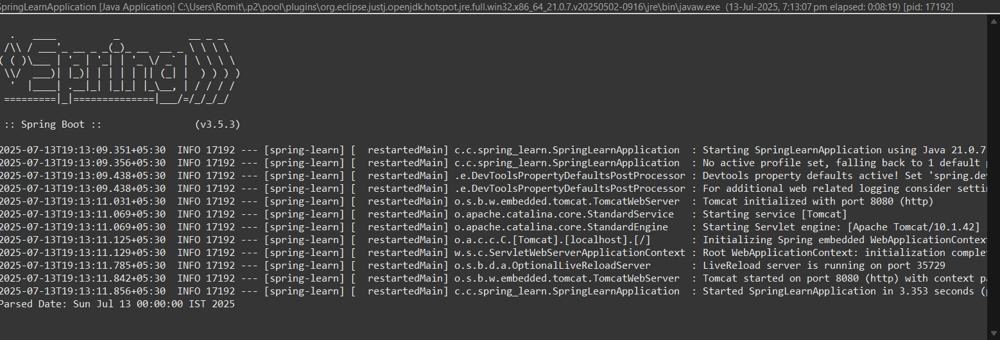 SpringLearnApplication [Java Application] C:\Users\Romit\.p2\pool\plugins\org.eclipse.justj.openjdk.hotspot.jre.full.win32.x86_64_21.0.7.v20250502-0916\jre\bin\javaw.exe (13-Jul-2025, 7:13:07 pm elapsed: 0:08:19) [pid: 17192]
  .   ____          _            __ _ _
 /\\ / ___'_ __ _ _(_)_ __  __ _ \ \ \ \
( ( )\___ | '_ | '_| | '_ \/ _` | \ \ \ \
 \\/  ___)| |_)| | | | | || (_| |  ) ) ) )
  '  |____| .__|_| |_|_| |_\__, | / / / /
 =========|_|==============|___/=/_/_/_/
:: Spring Boot ::                (v3.5.3)
2025-07-13T19:13:09.351+05:30  INFO 17192 --- [spring-learn] [  restartedMain] c.c.spring_learn.SpringLearnApplication  : Starting SpringLearnApplication using Java 21.0.7
2025-07-13T19:13:09.356+05:30  INFO 17192 --- [spring-learn] [  restartedMain] c.c.spring_learn.SpringLearnApplication  : No active profile set, falling back to 1 default
2025-07-13T19:13:09.438+05:30  INFO 17192 --- [spring-learn] [  restartedMain] .e.DevToolsPropertyDefaultsPostProcessor : Devtools property defaults active! Set 'spring.de
2025-07-13T19:13:09.438+05:30  INFO 17192 --- [spring-learn] [  restartedMain] .e.DevToolsPropertyDefaultsPostProcessor : For additional web related logging consider setti
2025-07-13T19:13:11.031+05:30  INFO 17192 --- [spring-learn] [  restartedMain] o.s.b.w.embedded.tomcat.TomcatWebServer  : Tomcat initialized with port 8080 (http)
2025-07-13T19:13:11.069+05:30  INFO 17192 --- [spring-learn] [  restartedMain] o.apache.catalina.core.StandardService   : Starting service [Tomcat]
2025-07-13T19:13:11.069+05:30  INFO 17192 --- [spring-learn] [  restartedMain] o.apache.catalina.core.StandardEngine    : Starting Servlet engine: [Apache Tomcat/10.1.42]
2025-07-13T19:13:11.125+05:30  INFO 17192 --- [spring-learn] [  restartedMain] o.a.c.c.C.[Tomcat].[localhost].[/]       : Initializing Spring embedded WebApplicationContext
2025-07-13T19:13:11.129+05:30  INFO 17192 --- [spring-learn] [  restartedMain] w.s.c.ServletWebServerApplicationContext : Root WebApplicationContext: initialization comple
2025-07-13T19:13:11.785+05:30  INFO 17192 --- [spring-learn] [  restartedMain] o.s.b.d.a.OptionalLiveReloadServer       : LiveReload server is running on port 35729
2025-07-13T19:13:11.842+05:30  INFO 17192 --- [spring-learn] [  restartedMain] o.s.b.w.embedded.tomcat.TomcatWebServer  : Tomcat started on port 8080 (http) with context
2025-07-13T19:13:11.856+05:30  INFO 17192 --- [spring-learn] [  restartedMain] c.c.spring_learn.SpringLearnApplication  : Started SpringLearnApplication in 3.353 seconds
Parsed Date: Sun Jul 13 00:00:00 IST 2025